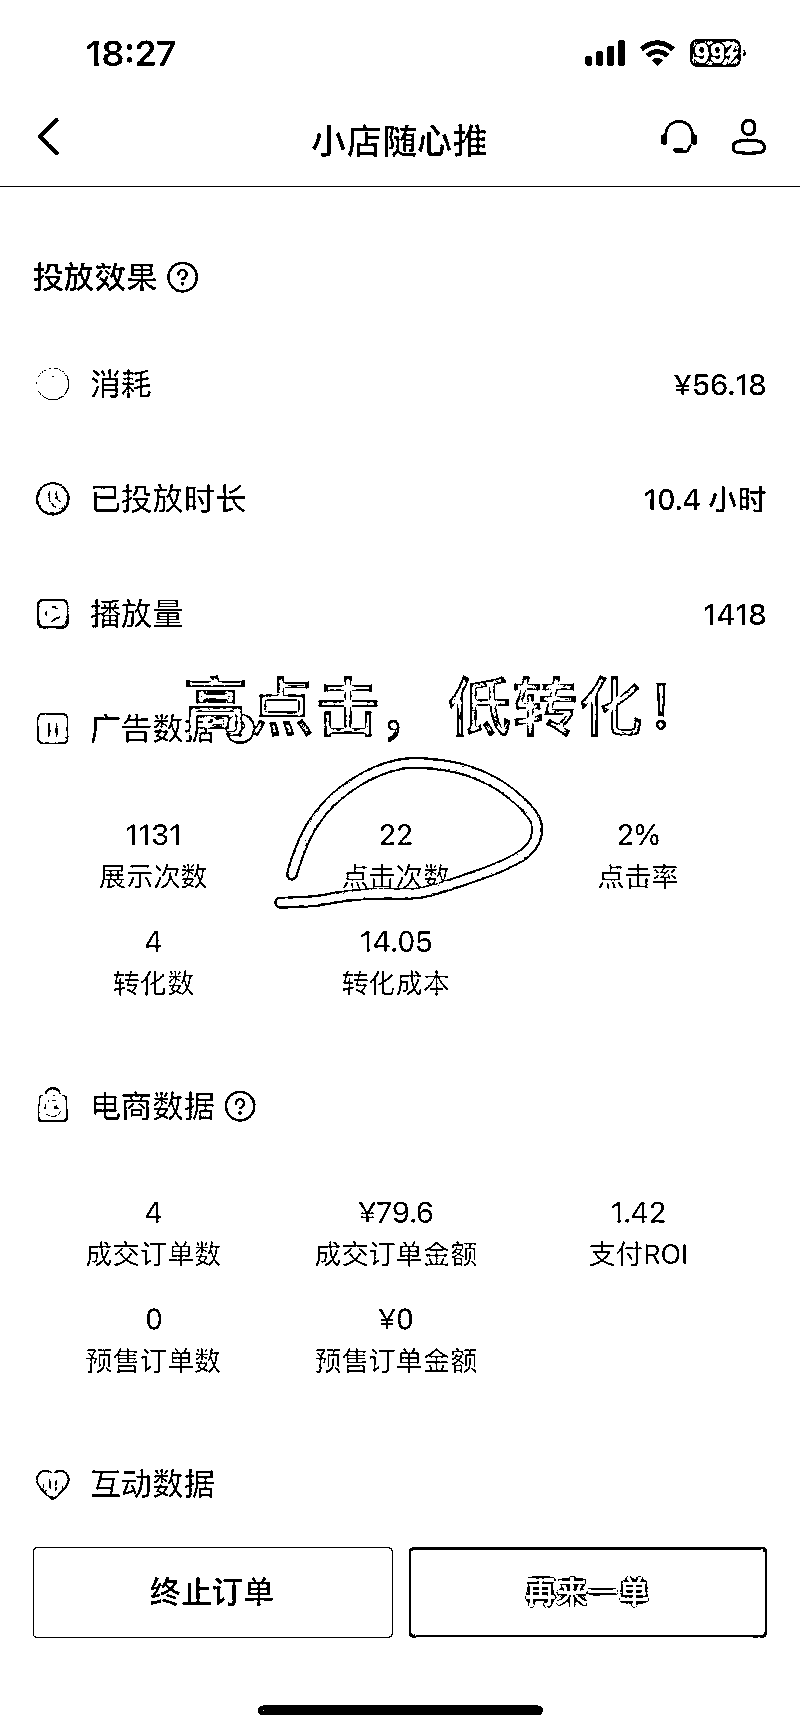 18:27
99%
小店随心推
投放效果 ?
消耗 ¥56.18
已投放时长 10.4 小时
播放量 1418
高点击，低转化！
广告数据
1131 22 2%
展示次数 点击次数 点击率
4 14.05
转化数 转化成本
电商数据 ?
4 ¥79.6 1.42
成交订单数 成交订单金额 支付ROI
0 ¥0
预售订单数 预售订单金额
互动数据
终止订单 再来一单